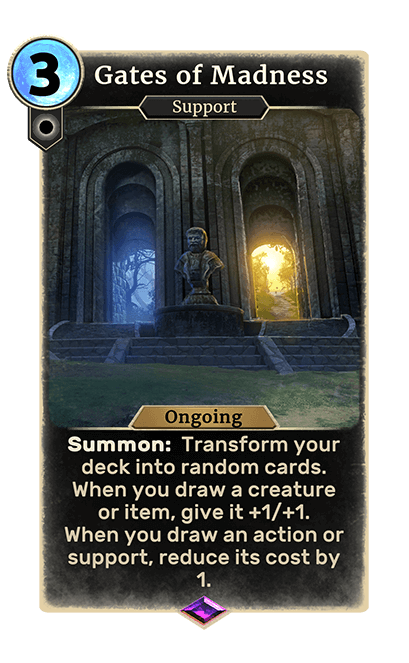 3
Gates of Madness
Support
Ongoing
Summon: Transform your
deck into random cards.
When you draw a creature
or item, give it +1/+1.
When you draw an action or
support, reduce its cost by
1.